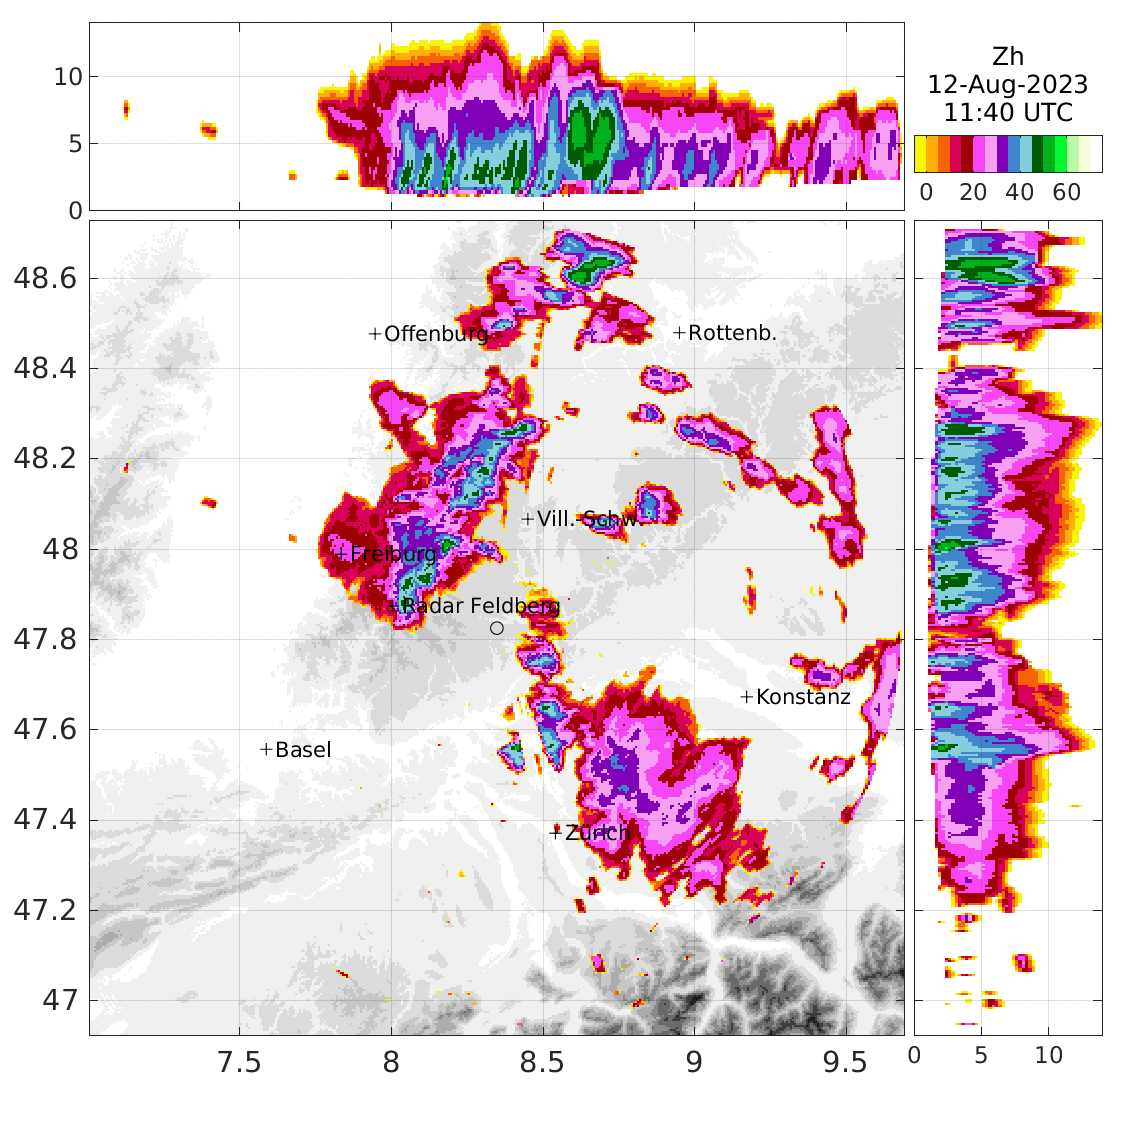 10
5
0
Zh
12-Aug-2023
11:40 UTC
0 20 40 60
48.6
48.4
48.2
48
47.8
47.6
47.4
47.2
47
+Offenburg
+Rottenb.
+Vill.-Schw.
+Freiburg
+Radar Feldberg
+Konstanz
+Basel
+Zürich
7.5 8 8.5 9 9.5
0 5 10